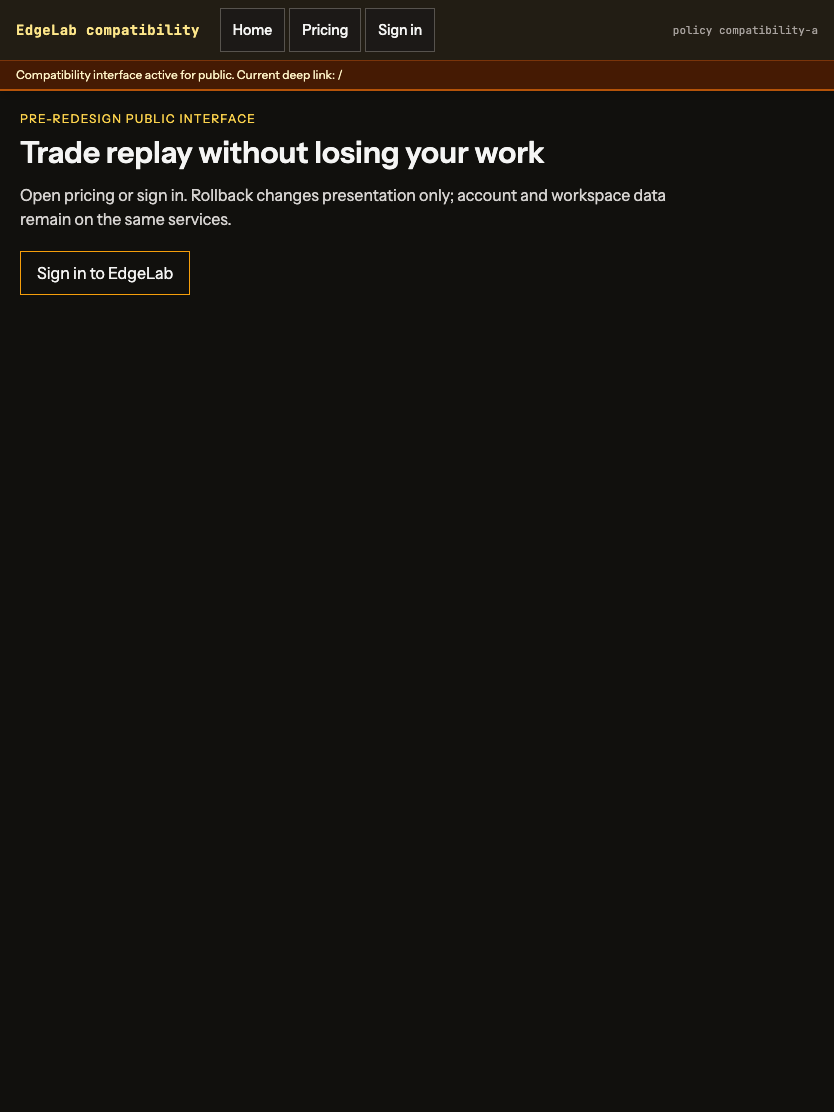 EdgeLab compatibility
Home
Pricing
Sign in
policy compatibility-a
Compatibility interface active for public. Current deep link: /
PRE-REDESIGN PUBLIC INTERFACE
Trade replay without losing your work
Open pricing or sign in. Rollback changes presentation only; account and workspace data
remain on the same services.
Sign in to EdgeLab